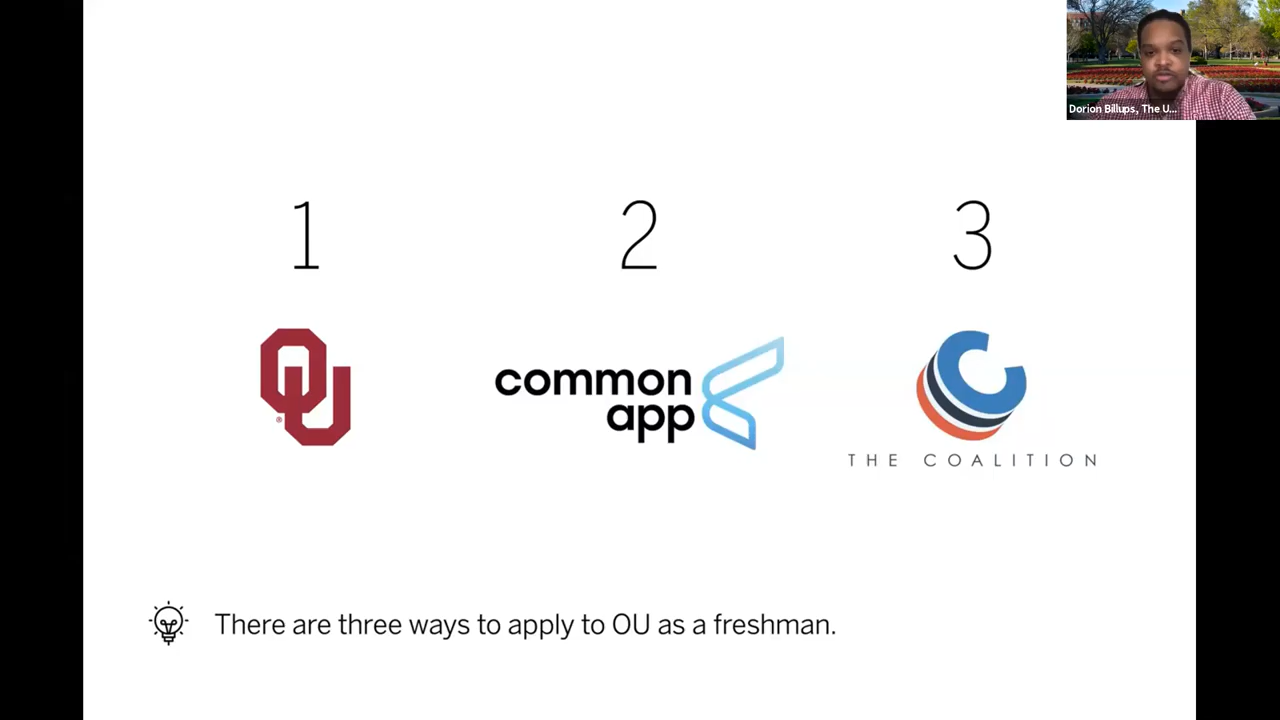 Dorion Billups, The U...
1
2
3
OU
®
common
app
THE COALITION
There are three ways to apply to OU as a freshman.